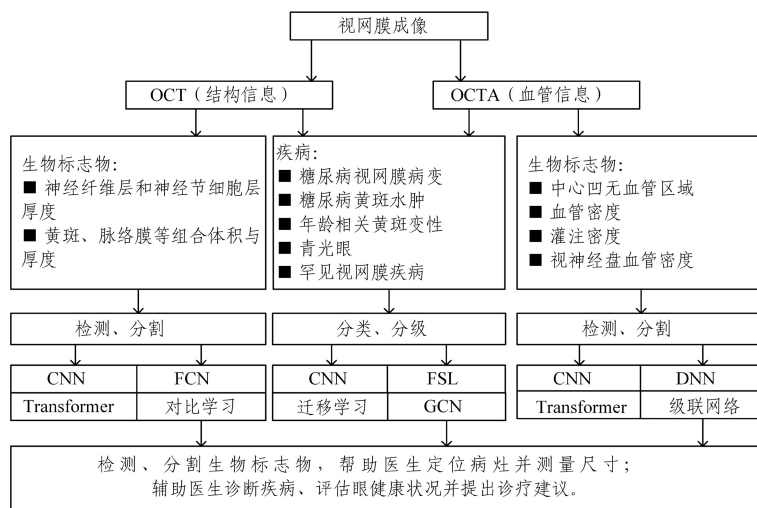 视网膜成像
OCT（结构信息）
OCTA（血管信息）
生物标志物：
■ 神经纤维层和神经节细胞层
厚度
■ 黄斑、脉络膜等组合体积与
厚度
疾病：
■ 糖尿病视网膜病变
■ 糖尿病黄斑水肿
■ 年龄相关黄斑变性
■ 青光眼
■ 罕见视网膜疾病
生物标志物：
■ 中心凹无血管区域
■ 血管密度
■ 灌注密度
■ 视神经盘血管密度
检测、分割
分类、分级
检测、分割
CNN
FCN
Transformer
对比学习
CNN
FSL
迁移学习
GCN
CNN
DNN
Transformer
级联网络
检测、分割生物标志物，帮助医生定位病灶并测量尺寸；
辅助医生诊断疾病、评估眼健康状况并提出诊疗建议。